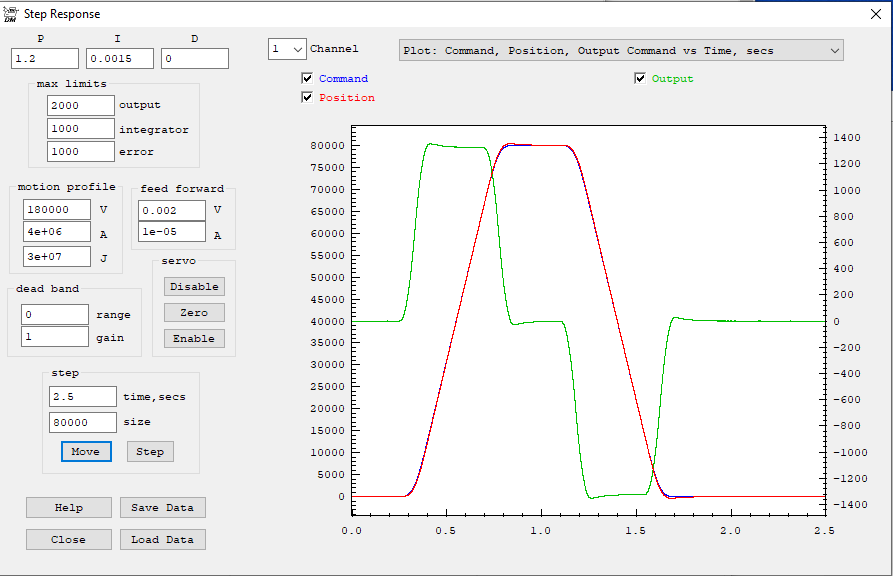 Step Response
P I D
1.2 0.0015 0
max limits
2000 output
1000 integrator
1000 error
motion profile
180000 V
4e+06 A
3e+07 J
feed forward
0.002 V
1e-05 A
servo
Disable
Zero
Enable
dead band
0 range
1 gain
step
2.5 time,secs
80000 size
Move Step
Help Save Data
Close Load Data
1 Channel
Plot: Command, Position, Output Command vs Time, secs
Command
Position
Output
80000
75000
70000
65000
60000
55000
50000
45000
40000
35000
30000
25000
20000
15000
10000
5000
0
1400
1200
1000
800
600
400
200
0
-200
-400
-600
-800
-1000
-1200
-1400
0.0 0.5 1.0 1.5 2.0 2.5